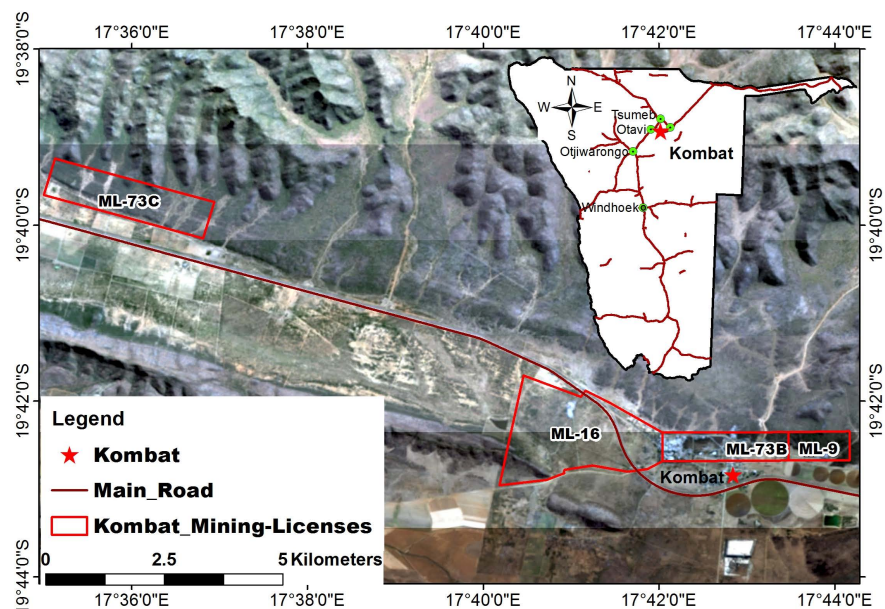 17°36'0"E 17°38'0"E 17°40'0"E 17°42'0"E 17°44'0"E
19°38'0"S
19°38'0"S
N
W E
S
Tsumeb
Otavi
Otjiwarongo
Kombat
Windhoek
ML-73C
19°40'0"S
19°40'0"S
19°42'0"S
19°42'0"S
ML-16
ML-73B
ML-9
Kombat
Legend
Kombat
Main_Road
Kombat_Mining-Licenses
0 2.5 5 Kilometers
19°44'0"S
19°44'0"S
17°36'0"E 17°38'0"E 17°40'0"E 17°42'0"E 17°44'0"E